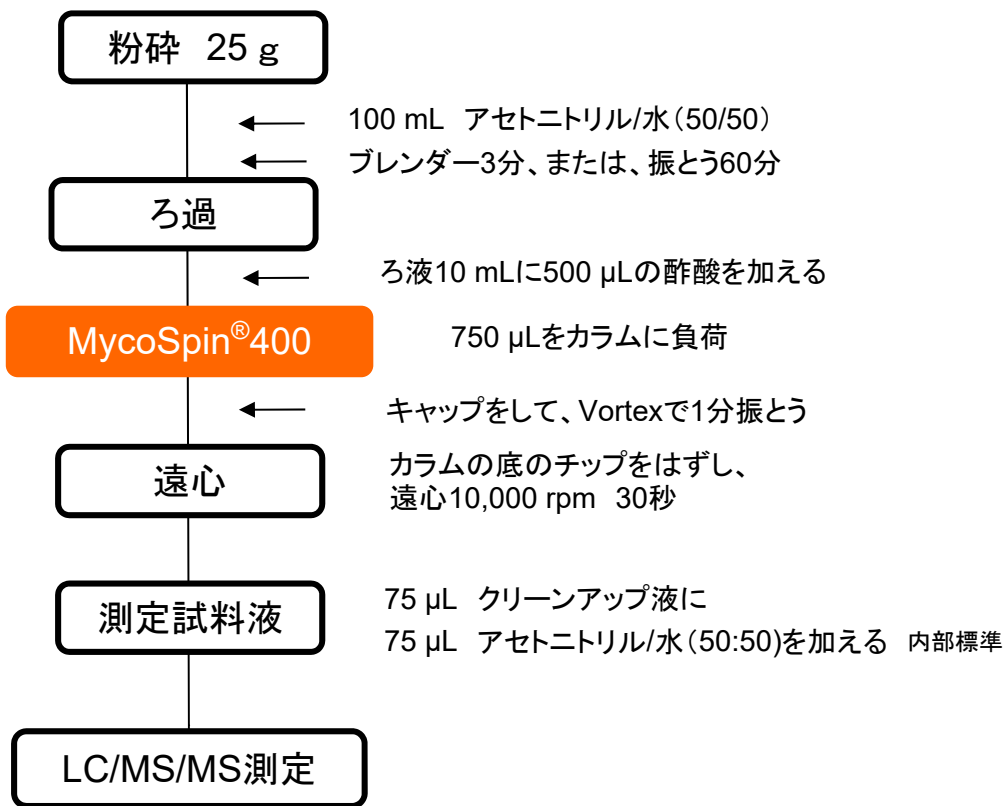 粉砕 25 g
100 mL アセトニトリル/水（50/50）
ブレンダー3分、または、振とう60分
ろ過
ろ液10 mLに500 µLの酢酸を加える
MycoSpin®400
750 µLをカラムに負荷
キャップをして、Vortexで1分振とう
遠心
カラムの底のチップをはずし、
遠心10,000 rpm 30秒
測定試料液
75 µL クリーンアップ液に
75 µL アセトニトリル/水（50:50)を加える 内部標準
LC/MS/MS測定